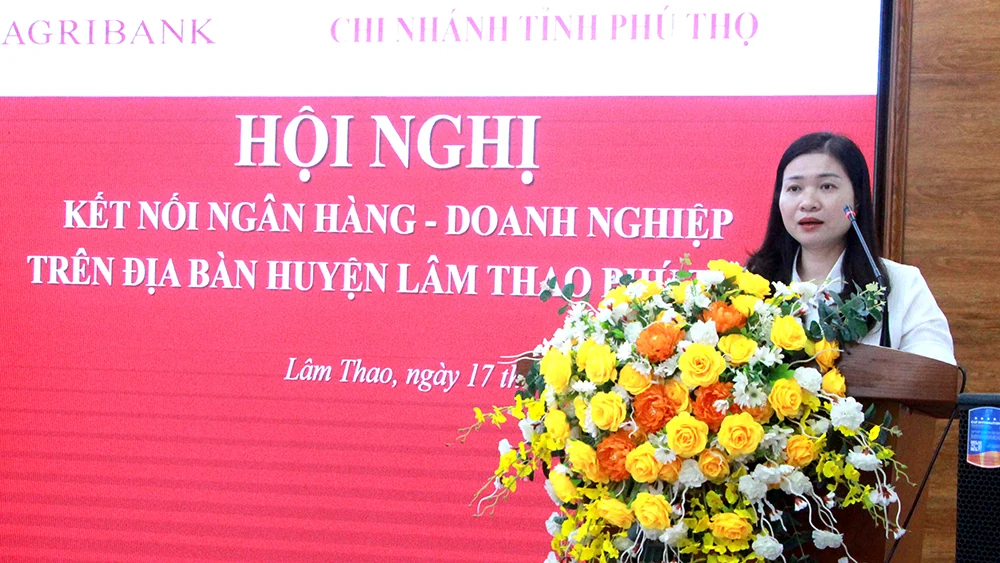 AGRIBANK CHI NHÁNH TỈNH PHÚ THỌ
HỘI NGHỊ
KẾT NỐI NGÂN HÀNG - DOANH NGHIỆP
TRÊN ĐỊA BÀN HUYỆN LÂM THAO PHÚ
Lâm Thao, ngày 17